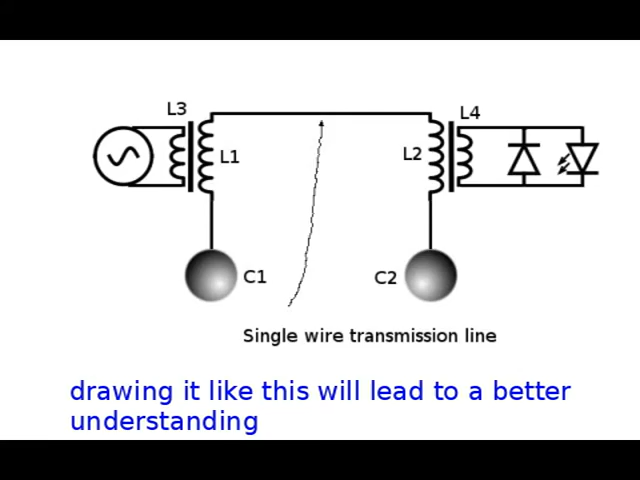 L3
L4
L1
L2
C1
C2
Single wire transmission line
drawing it like this will lead to a better
understanding